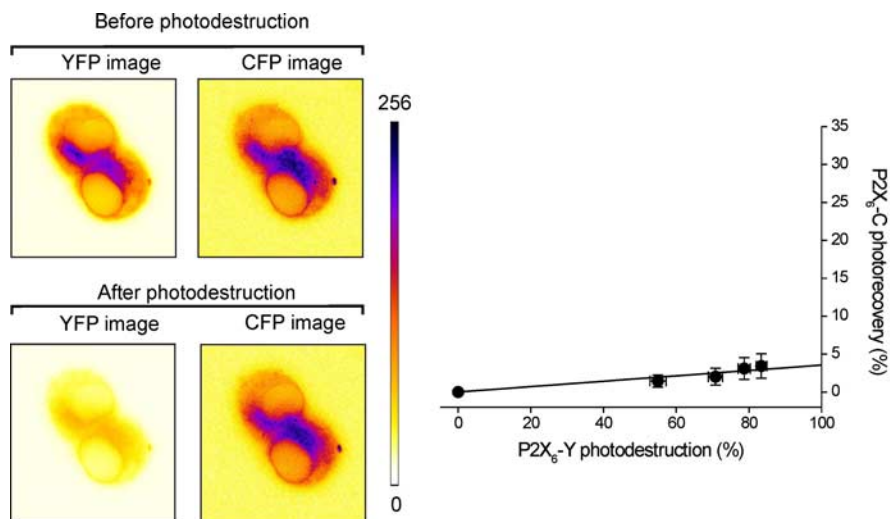 Before photodestruction
YFP image
CFP image
256
After photodestruction
YFP image
CFP image
0
35
30
25
20
15
10
5
0
P2X₆-C photorecovery (%)
0 20 40 60 80 100
P2X₆-Y photodestruction (%)